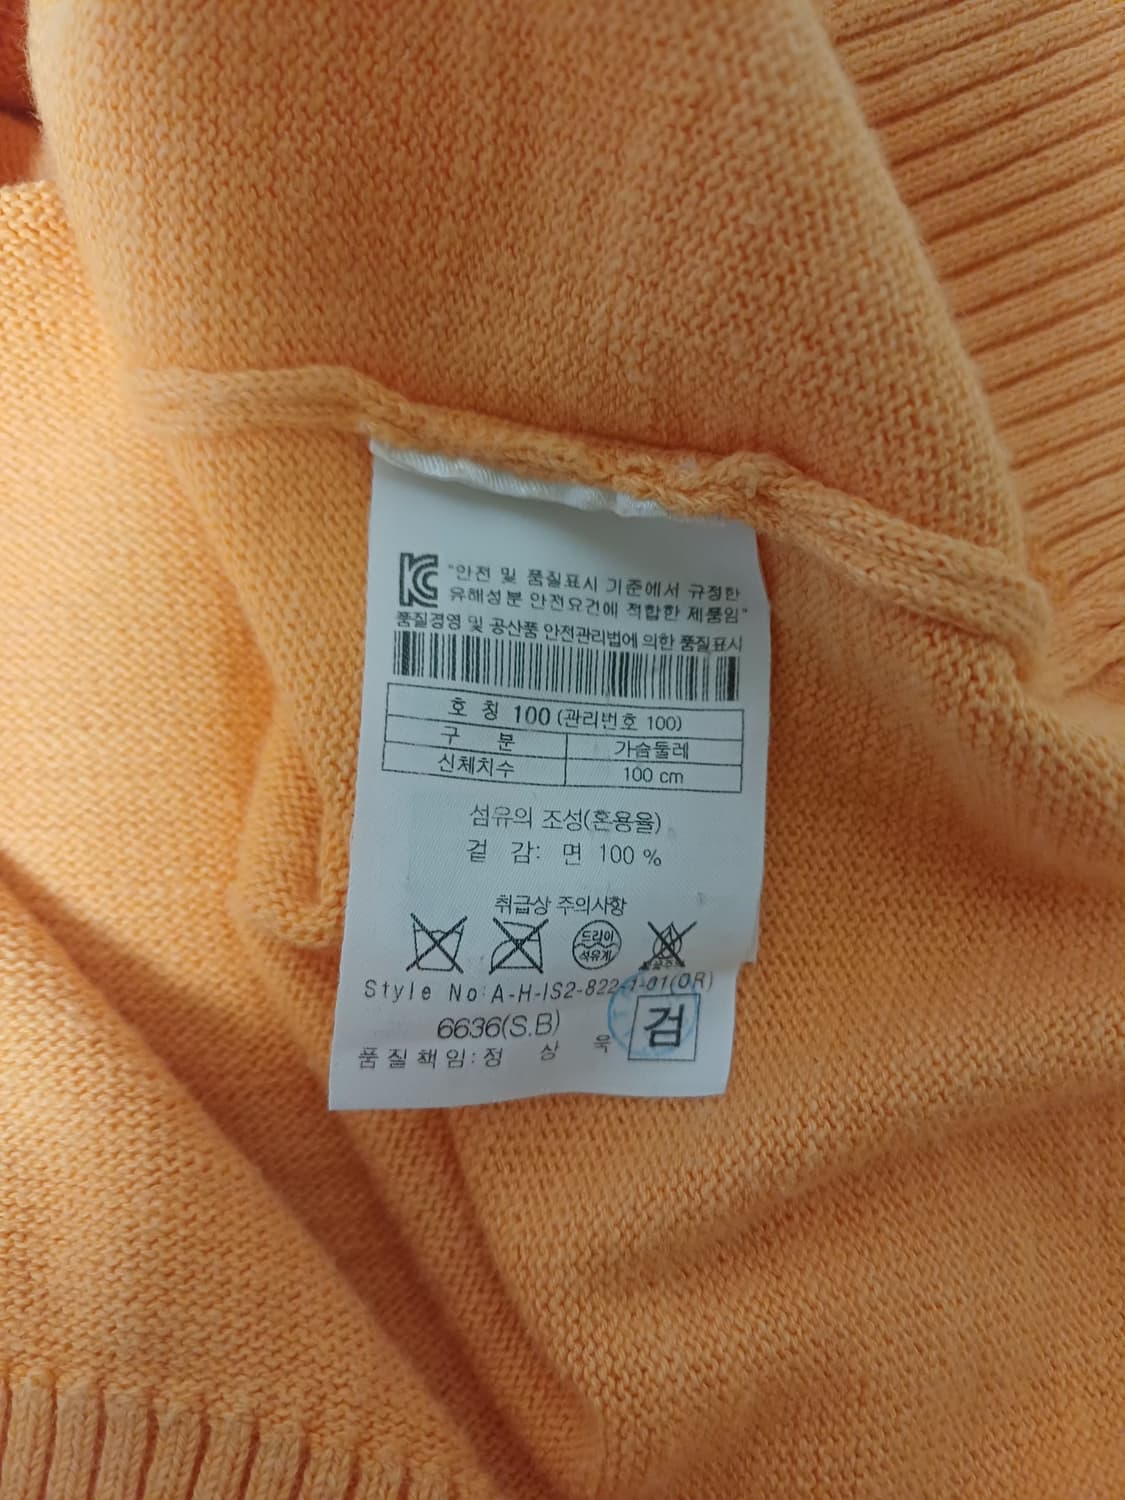 "안전 및 품질표시 기준에서 규정한
유해성분 안전요건에 적합한 제품임"
품질경영 및 공산품 안전관리법에 의한 품질표시
호 칭 100 (관리번호 100)
구 분 가슴둘레
신체치수 100 cm
섬유의 조성(혼용율)
겉 감: 면 100 %
취급상 주의사항
드라이
석유계
Style No:A-H-IS2-822-1-01(OR)
6636(S.B)
검
품질책임:정 상 욱